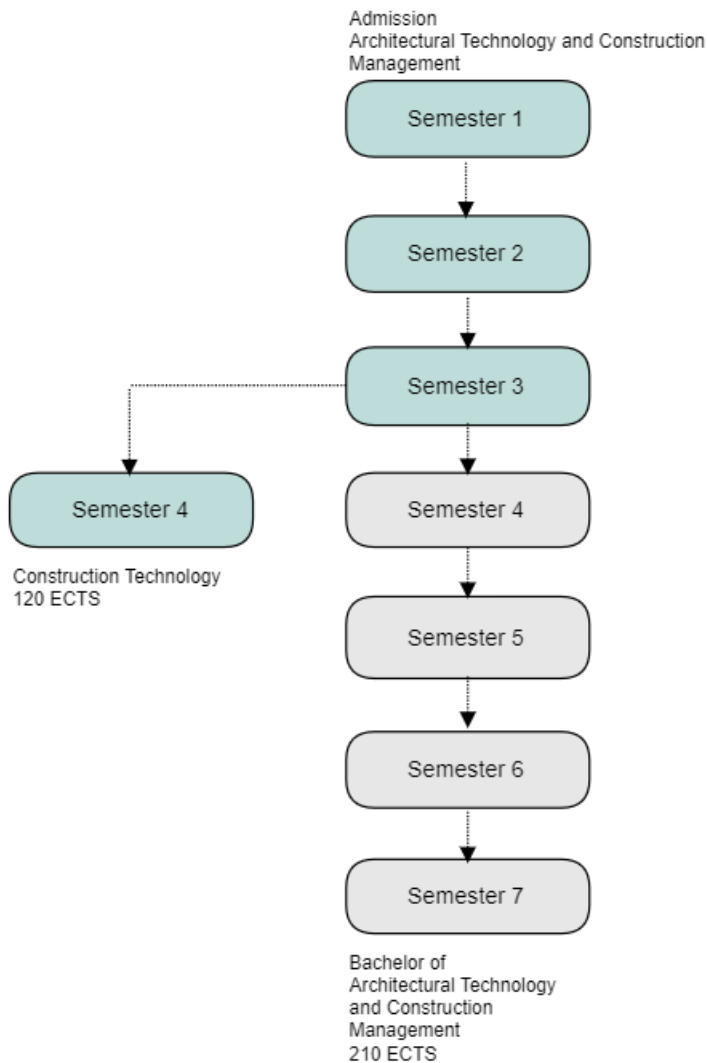 Admission
Architectural Technology and Construction
Management
Semester 1
Semester 2
Semester 3
Semester 4
Semester 4
Construction Technology
120 ECTS
Semester 5
Semester 6
Semester 7
Bachelor of
Architectural Technology
and Construction
Management
210 ECTS